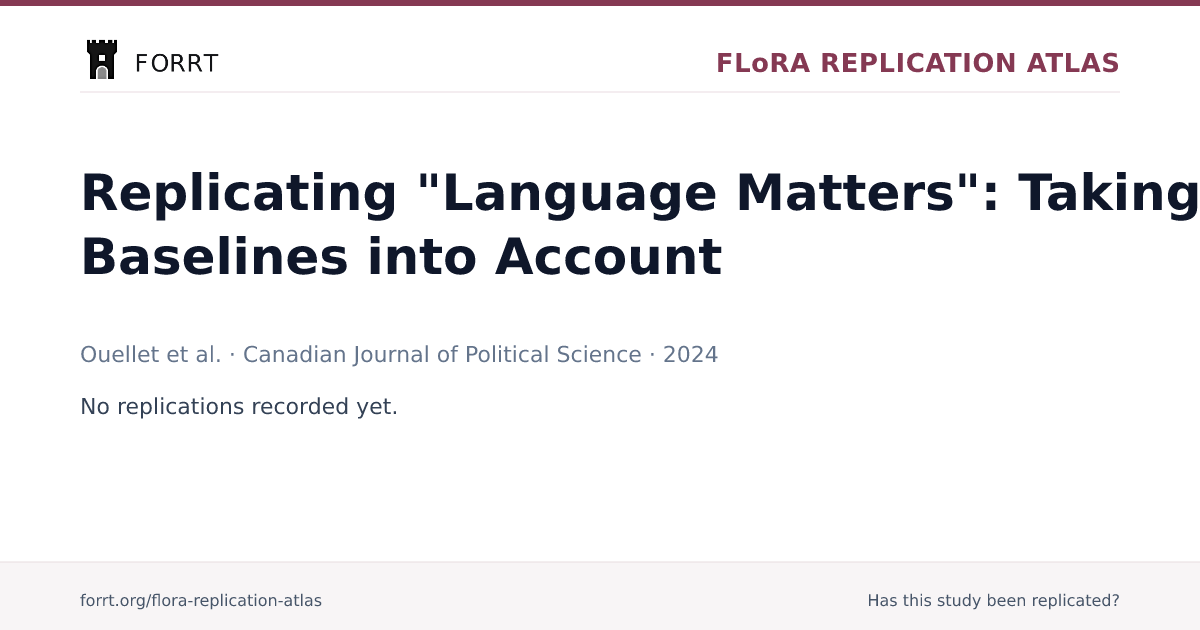 FORRT
FLoRA REPLICATION ATLAS
Replicating "Language Matters": Taking
Baselines into Account
Ouellet et al. · Canadian Journal of Political Science · 2024
No replications recorded yet.
forrt.org/flora-replication-atlas
Has this study been replicated?